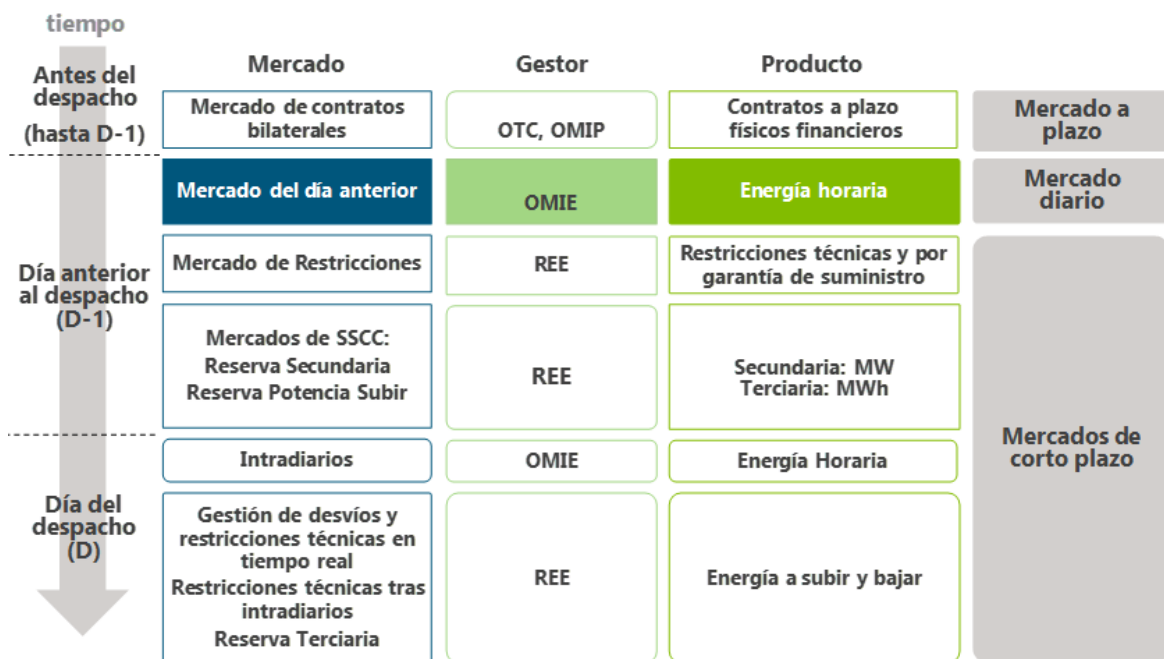 tiempo
Mercado
Gestor
Producto
Antes del
despacho
(hasta D-1)
Mercado de contratos
bilaterales
OTC, OMIP
Contratos a plazo
físicos financieros
Mercado a
plazo
Mercado del día anterior
OMIE
Energía horaria
Mercado
diario
Día anterior
al despacho
(D-1)
Mercado de Restricciones
REE
Restricciones técnicas y por
garantía de suministro
Mercados de SSCC:
Reserva Secundaria
Reserva Potencia Subir
REE
Secundaria: MW
Terciaria: MWh
Mercados de
corto plazo
Intradiarios
OMIE
Energía Horaria
Día del
despacho
(D)
Gestión de desvíos y
restricciones técnicas en
tiempo real
Restricciones técnicas tras
intradiarios
Reserva Terciaria
REE
Energía a subir y bajar